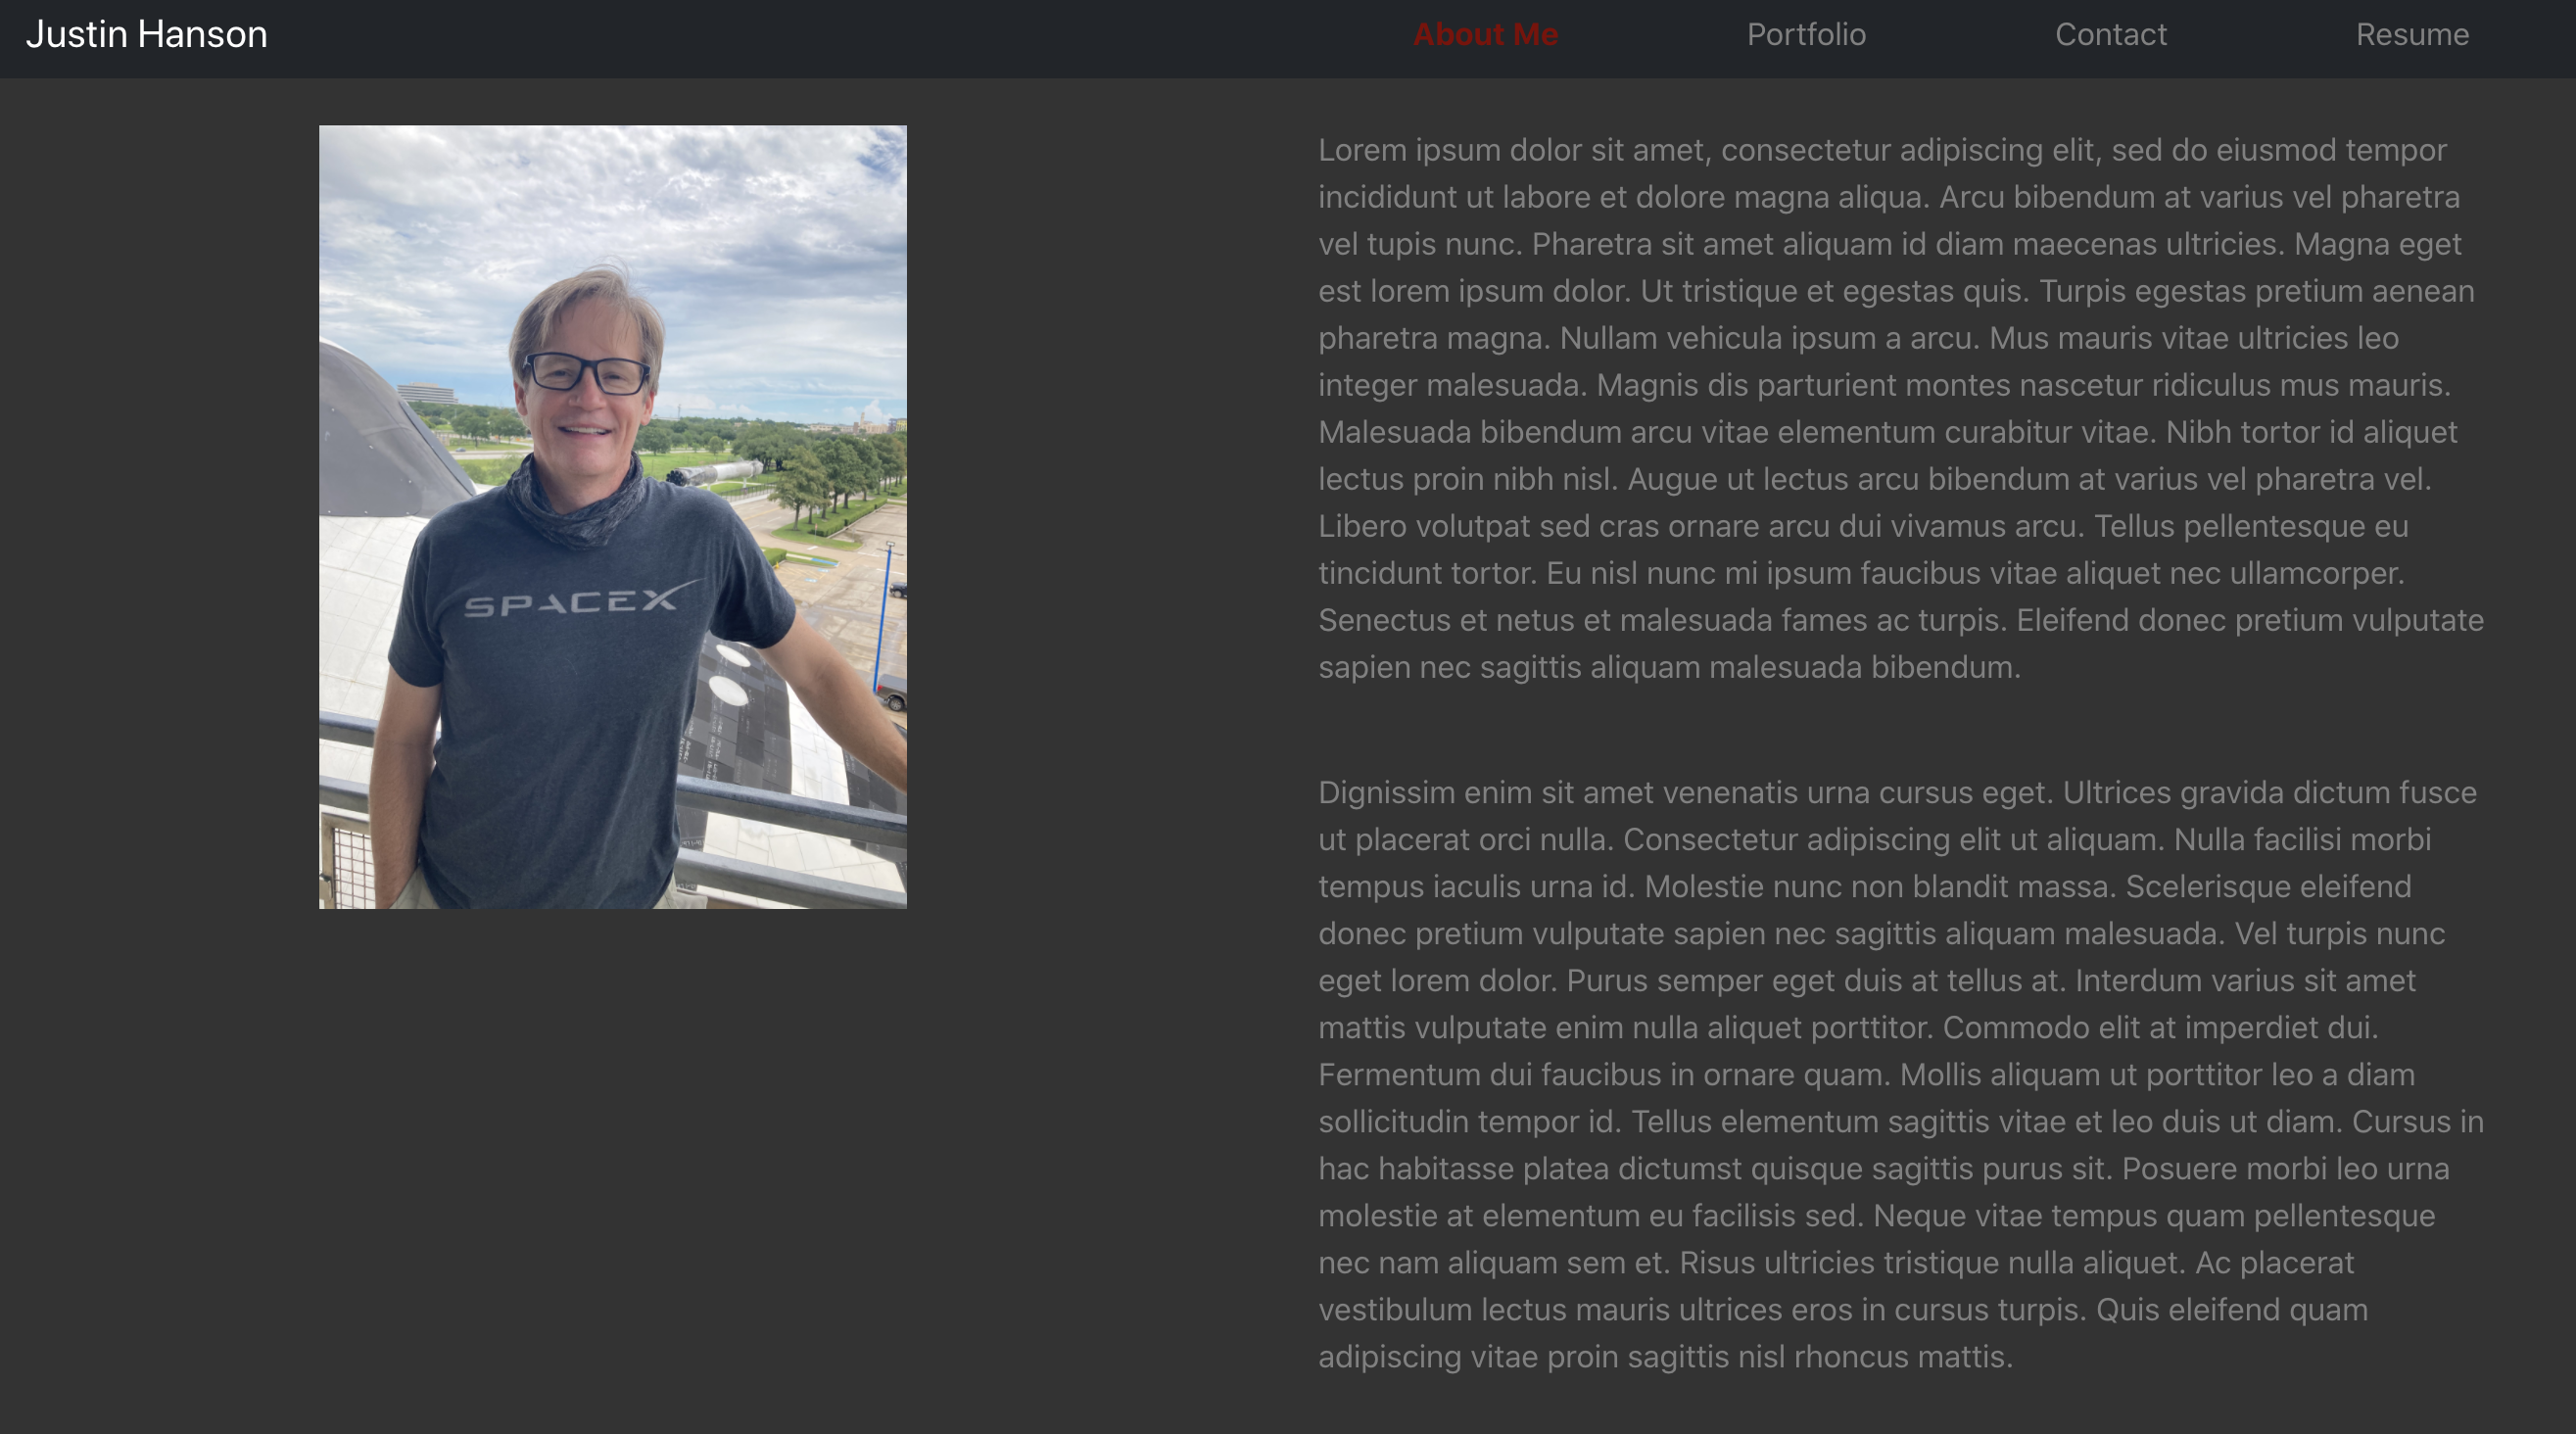 Justin Hanson
About Me
Portfolio
Contact
Resume
SPACEX
Lorem ipsum dolor sit amet, consectetur adipiscing elit, sed do eiusmod tempor
incididunt ut labore et dolore magna aliqua. Arcu bibendum at varius vel pharetra
vel tupis nunc. Pharetra sit amet aliquam id diam maecenas ultricies. Magna eget
est lorem ipsum dolor. Ut tristique et egestas quis. Turpis egestas pretium aenean
pharetra magna. Nullam vehicula ipsum a arcu. Mus mauris vitae ultricies leo
integer malesuada. Magnis dis parturient montes nascetur ridiculus mus mauris.
Malesuada bibendum arcu vitae elementum curabitur vitae. Nibh tortor id aliquet
lectus proin nibh nisl. Augue ut lectus arcu bibendum at varius vel pharetra vel.
Libero volutpat sed cras ornare arcu dui vivamus arcu. Tellus pellentesque eu
tincidunt tortor. Eu nisl nunc mi ipsum faucibus vitae aliquet nec ullamcorper.
Senectus et netus et malesuada fames ac turpis. Eleifend donec pretium vulputate
sapien nec sagittis aliquam malesuada bibendum.
Dignissim enim sit amet venenatis urna cursus eget. Ultrices gravida dictum fusce
ut placerat orci nulla. Consectetur adipiscing elit ut aliquam. Nulla facilisi morbi
tempus iaculis urna id. Molestie nunc non blandit massa. Scelerisque eleifend
donec pretium vulputate sapien nec sagittis aliquam malesuada. Vel turpis nunc
eget lorem dolor. Purus semper eget duis at tellus at. Interdum varius sit amet
mattis vulputate enim nulla aliquet porttitor. Commodo elit at imperdiet dui.
Fermentum dui faucibus in ornare quam. Mollis aliquam ut porttitor leo a diam
sollicitudin tempor id. Tellus elementum sagittis vitae et leo duis ut diam. Cursus in
hac habitasse platea dictumst quisque sagittis purus sit. Posuere morbi leo urna
molestie at elementum eu facilisis sed. Neque vitae tempus quam pellentesque
nec nam aliquam sem et. Risus ultricies tristique nulla aliquet. Ac placerat
vestibulum lectus mauris ultrices eros in cursus turpis. Quis eleifend quam
adipiscing vitae proin sagittis nisl rhoncus mattis.